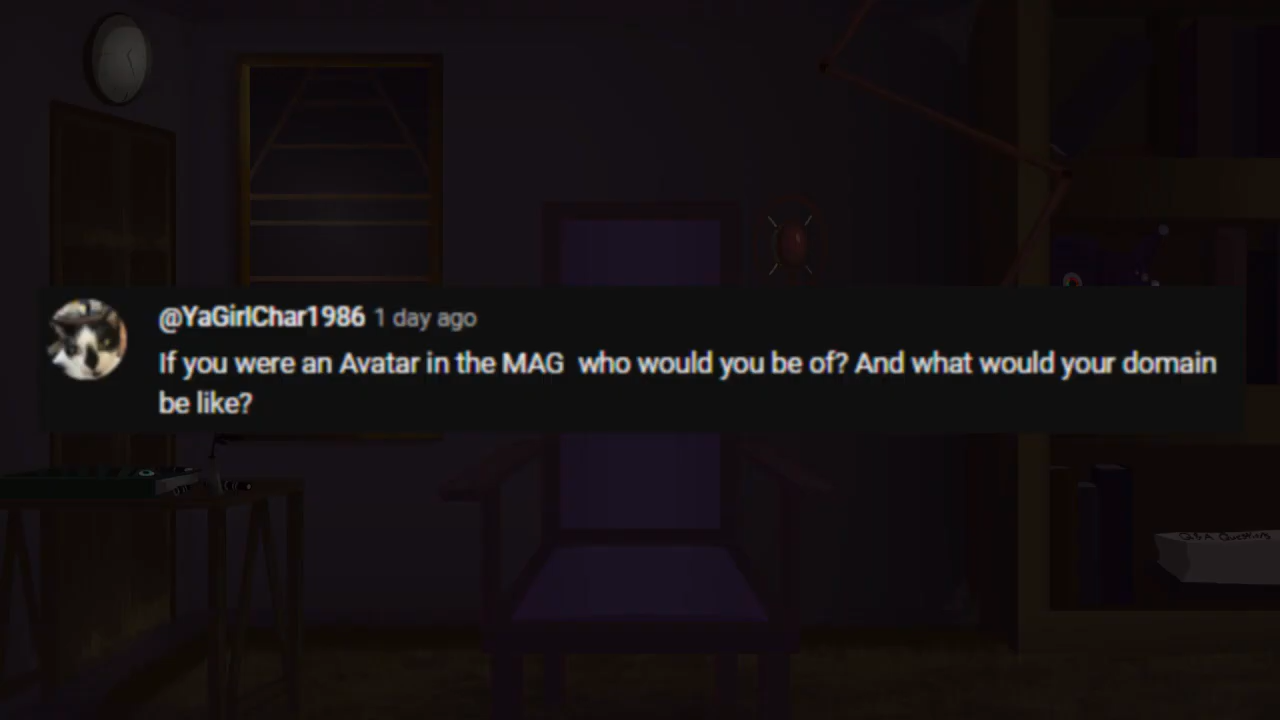 @YaGirlChar1986 1 day ago
If you were an Avatar in the MAG who would you be of? And what would your domain
be like?
Q&A Questions